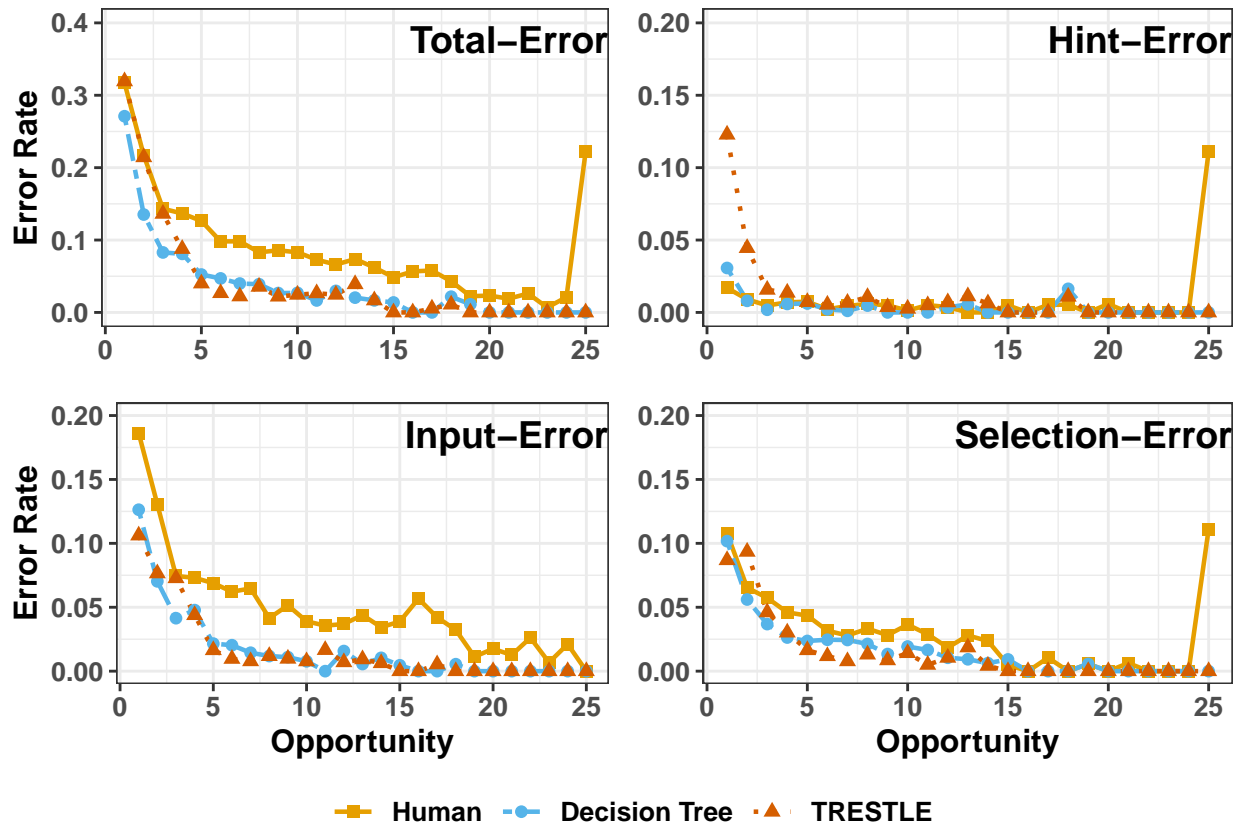 Total−Error
Error Rate
0.4
0.3
0.2
0.1
0.0
0 5 10 15 20 25
Hint−Error
0.20
0.15
0.10
0.05
0.00
0 5 10 15 20 25
Input−Error
Error Rate
0.20
0.15
0.10
0.05
0.00
0 5 10 15 20 25
Opportunity
Selection−Error
0.20
0.15
0.10
0.05
0.00
0 5 10 15 20 25
Opportunity
Human Decision Tree TRESTLE